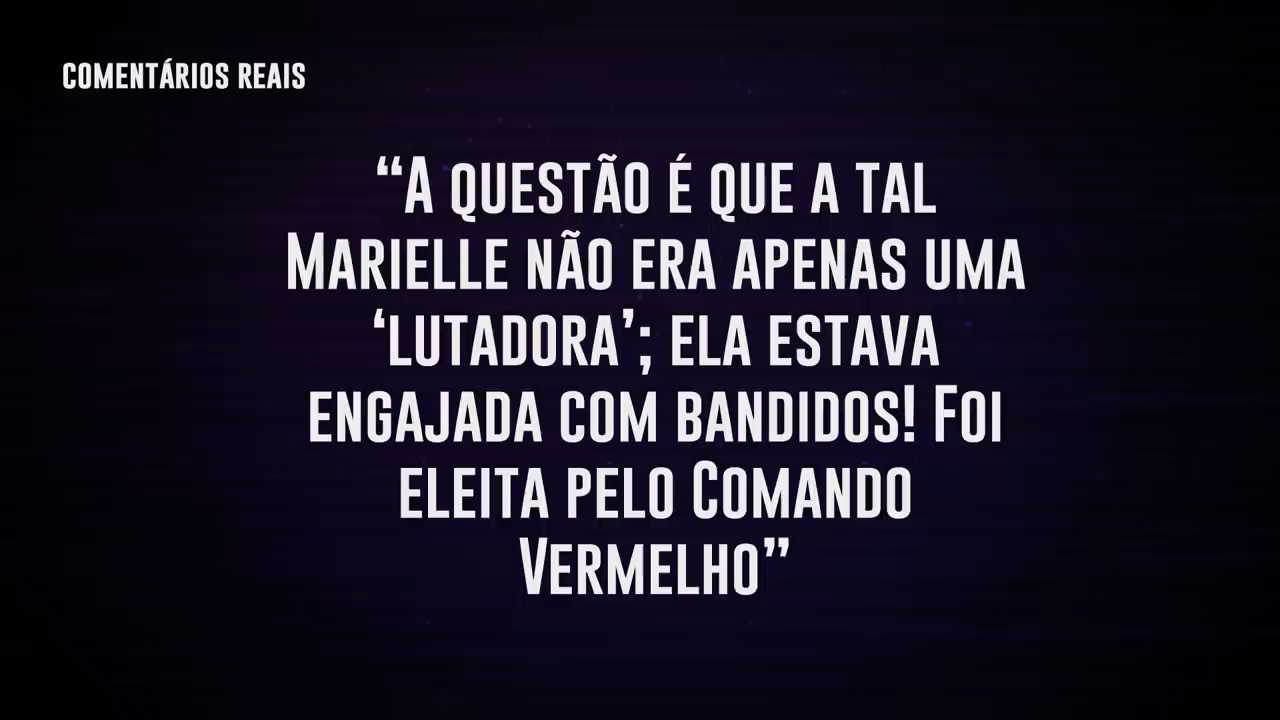 COMENTÁRIOS REAIS
“A QUESTÃO É QUE A TAL
MARIELLE NÃO ERA APENAS UMA
‘LUTADORA’; ELA ESTAVA
ENGAJADA COM BANDIDOS! FOI
ELEITA PELO COMANDO
VERMELHO”